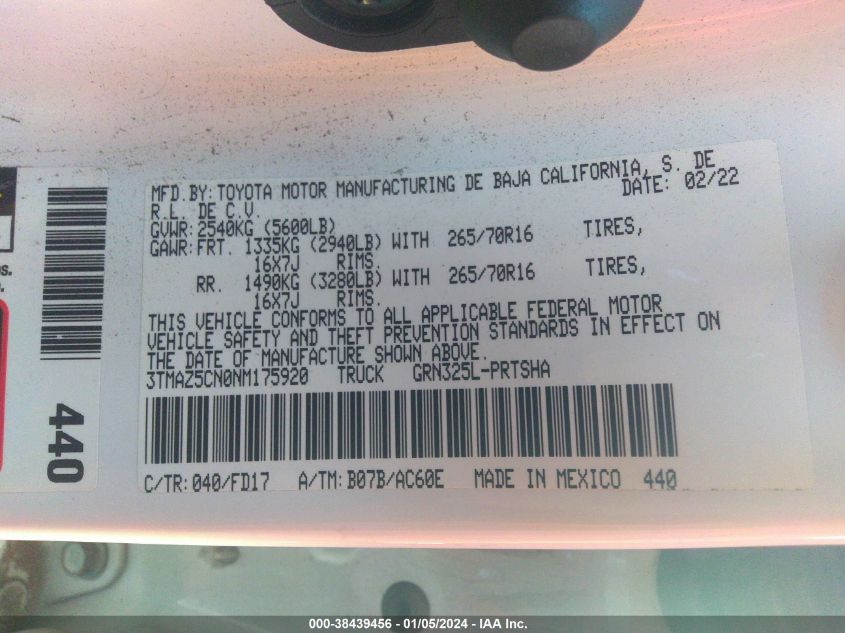 MFD.BY:TOYOTA MOTOR MANUFACTURING DE BAJA CALIFORNIA, S. DE
R.L. DE C.V. DATE: 02/22
GVWR:2540KG (5600LB)
GAWR:FRT. 1335KG (2940LB) WITH 265/70R16 TIRES,
16X7J RIMS.
RR. 1490KG (3280LB) WITH 265/70R16 TIRES,
16X7J RIMS.
THIS VEHICLE CONFORMS TO ALL APPLICABLE FEDERAL MOTOR
VEHICLE SAFETY AND THEFT PREVENTION STANDARDS IN EFFECT ON
THE DATE OF MANUFACTURE SHOWN ABOVE.
3TMAZ5CN0NM175920 TRUCK GRN325L-PRTSHA
C/TR:040/FD17 A/TM:B07B/AC60E MADE IN MEXICO 440
440
000-38439456 - 01/05/2024 - IAA Inc.